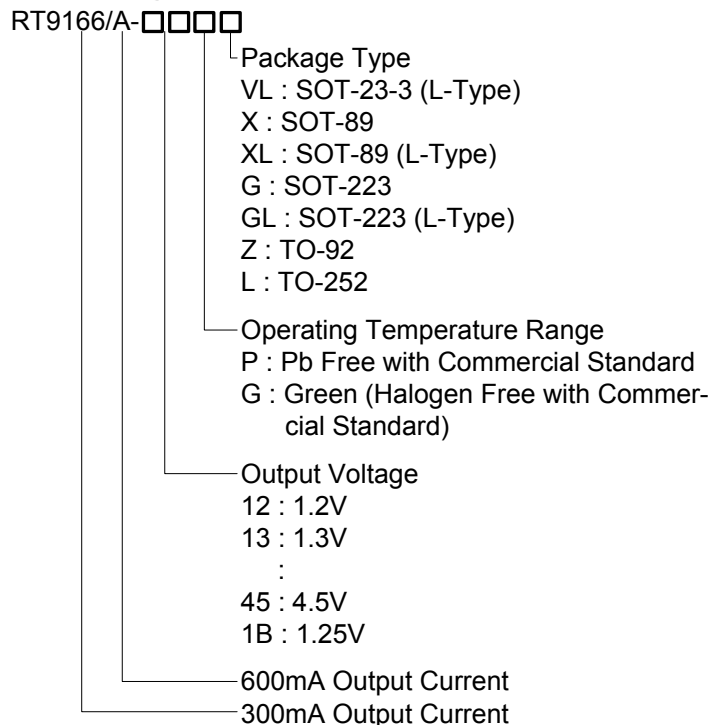 RT9166/A-□□□□
Package Type
VL : SOT-23-3 (L-Type)
X : SOT-89
XL : SOT-89 (L-Type)
G : SOT-223
GL : SOT-223 (L-Type)
Z : TO-92
L : TO-252
Operating Temperature Range
P : Pb Free with Commercial Standard
G : Green (Halogen Free with Commer-
cial Standard)
Output Voltage
12 : 1.2V
13 : 1.3V
:
45 : 4.5V
1B : 1.25V
600mA Output Current
300mA Output Current